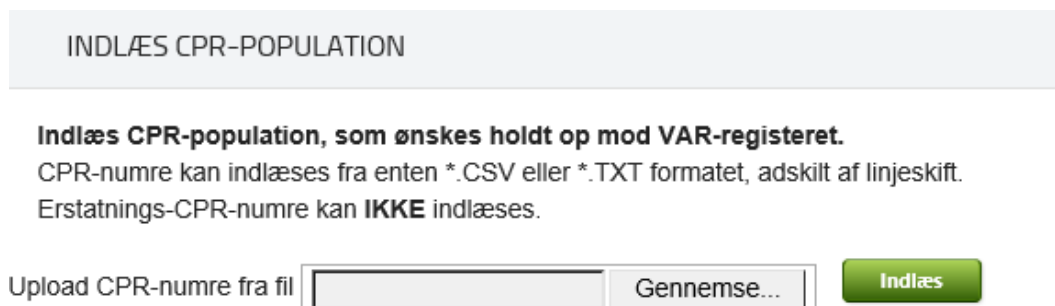 INDLÆS CPR-POPULATION
Indlæs CPR-population, som ønskes holdt op mod VAR-registeret.
CPR-numre kan indlæses fra enten *.CSV eller *.TXT formatet, adskilt af linjeskift.
Erstatnings-CPR-numre kan IKKE indlæses.
Upload CPR-numre fra fil Gennemse... Indlæs